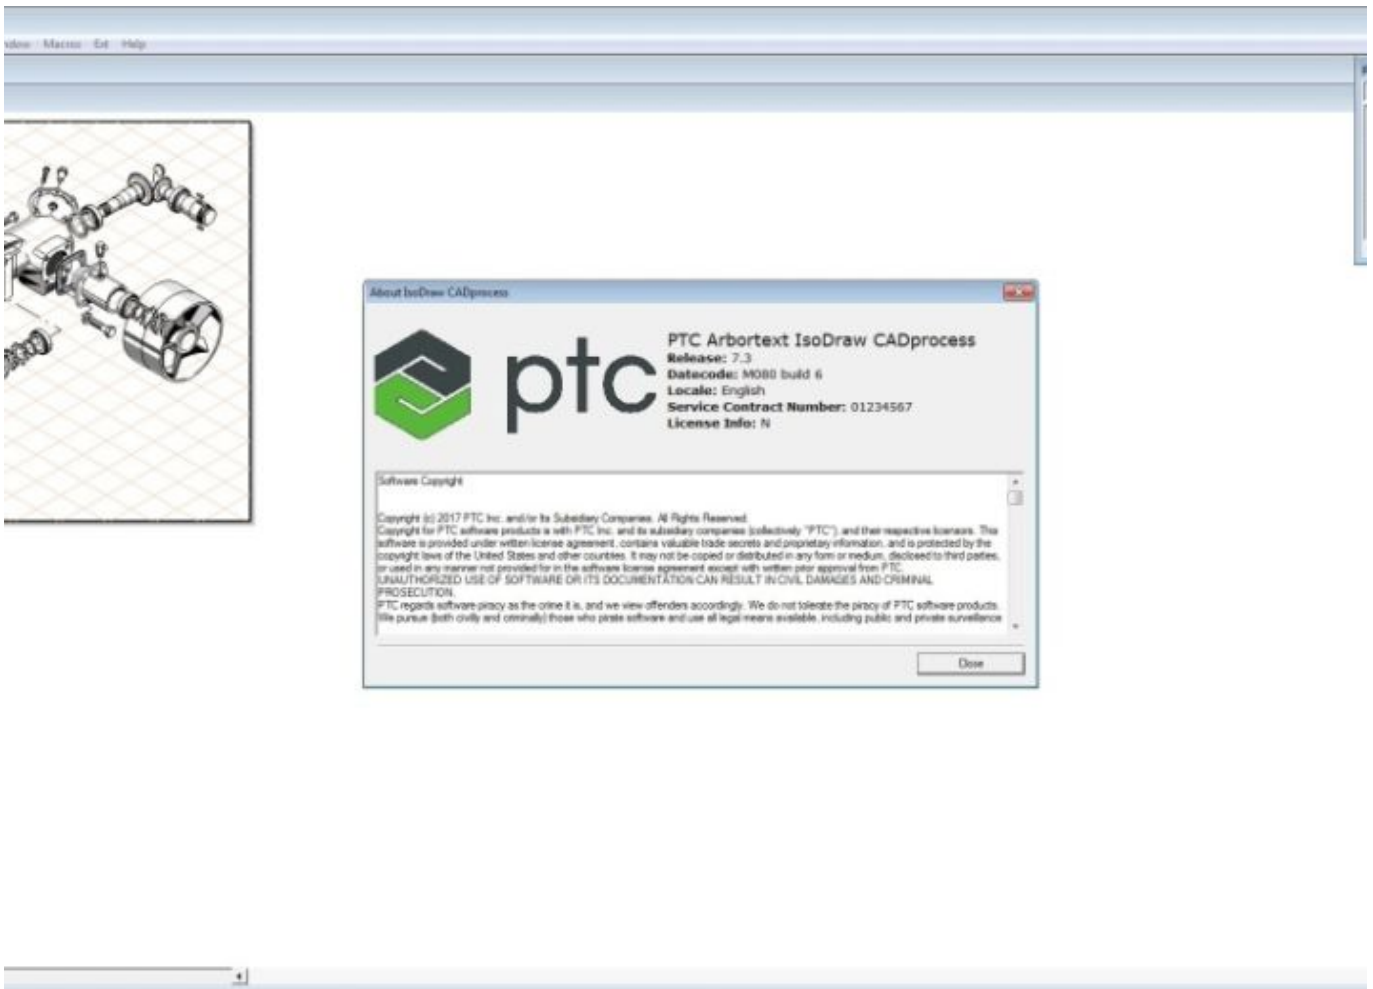 Macros Ext Help
About IsoDraw CADprocess
ptc
PTC Arbortext IsoDraw CADprocess
Release: 7.3
Datecode: M080 build 6
Locale: English
Service Contract Number: 01234567
License Info: N
Software Copyright
Copyright (c) 2017 PTC Inc. and/or Its Subsidiary Companies. All Rights Reserved.
Copyright for PTC software products is with PTC Inc. and its subsidiary companies (collectively "PTC"), and their respective licensors. This
software is provided under written license agreement, contains valuable trade secrets and proprietary information, and is protected by the
copyright laws of the United States and other countries. It may not be copied or distributed in any form or medium, disclosed to third parties,
or used in any manner not provided for in the software license agreement except with written prior approval from PTC.
UNAUTHORIZED USE OF SOFTWARE OR ITS DOCUMENTATION CAN RESULT IN CIVIL DAMAGES AND CRIMINAL
PROSECUTION.
PTC regards software piracy as the crime it is, and we view offenders accordingly. We do not tolerate the piracy of PTC software products.
We pursue (both civilly and criminally) those who pirate software and use all legal means available, including public and private surveillance
Close